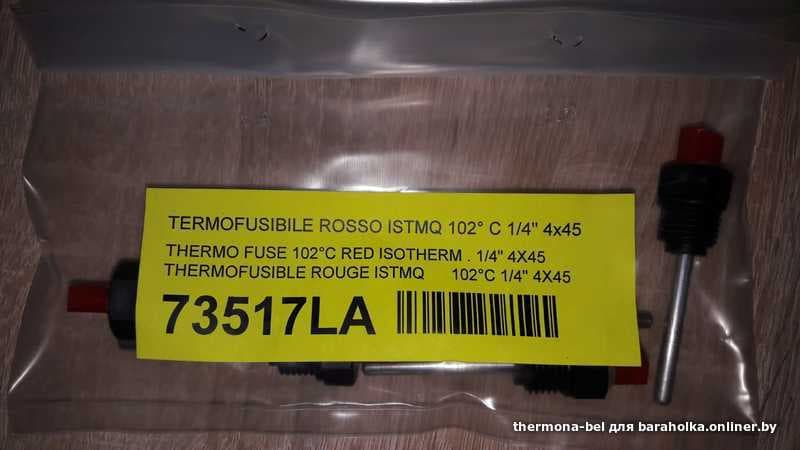 TERMOFUSIBILE ROSSO ISTMQ 102° C 1/4" 4x45
THERMO FUSE 102°C RED ISOTHERM . 1/4" 4X45
THERMOFUSIBLE ROUGE ISTMQ 102°C 1/4" 4X45
73517LA
thermona-bel для baraholka.onliner.by